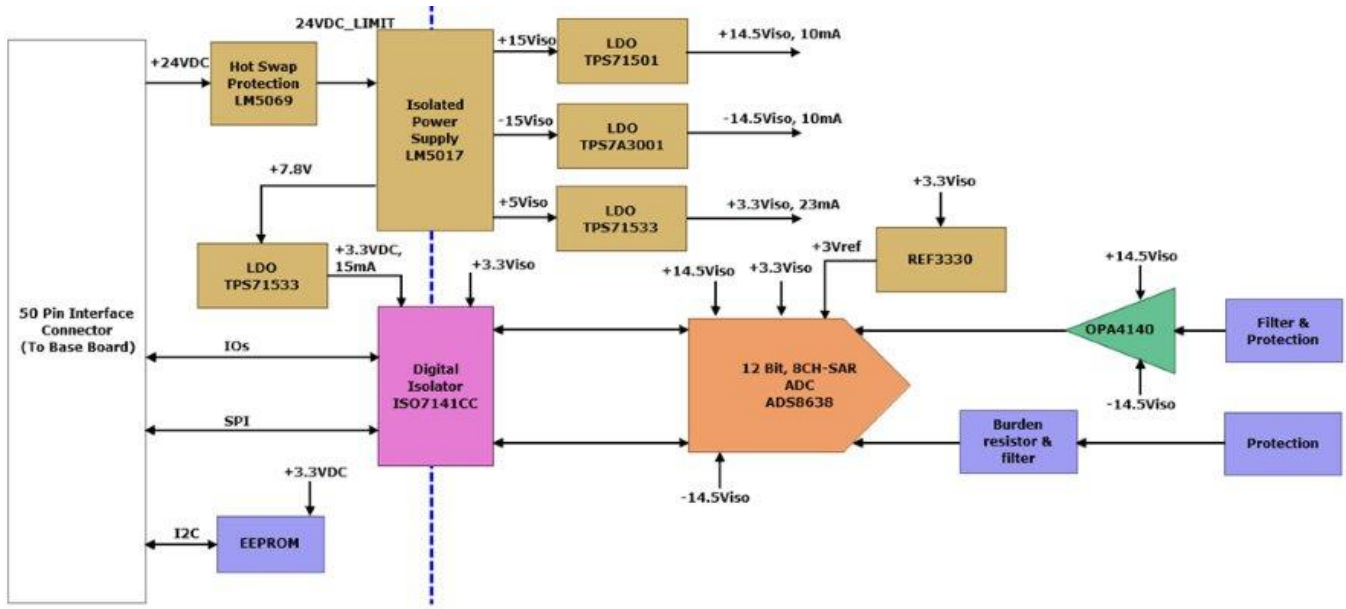 24VDC_LIMIT
+24VDC
Hot Swap
Protection
LM5069
Isolated
Power
Supply
LM5017
+15Viso
LDO
TPS71501
+14.5Viso, 10mA
-15Viso
LDO
TPS7A3001
-14.5Viso, 10mA
+5Viso
LDO
TPS71533
+3.3Viso, 23mA
+7.8V
LDO
TPS71533
+3.3VDC,
15mA
+3.3Viso
+3.3Viso
REF3330
+3Vref
+14.5Viso
+3.3Viso
+14.5Viso
50 Pin Interface
Connector
(To Base Board)
IOs
SPI
Digital
Isolator
ISO7141CC
12 Bit, 8CH-SAR
ADC
ADS8638
-14.5Viso
OPA4140
-14.5Viso
Filter &
Protection
Burden
resistor &
filter
Protection
+3.3VDC
I2C
EEPROM